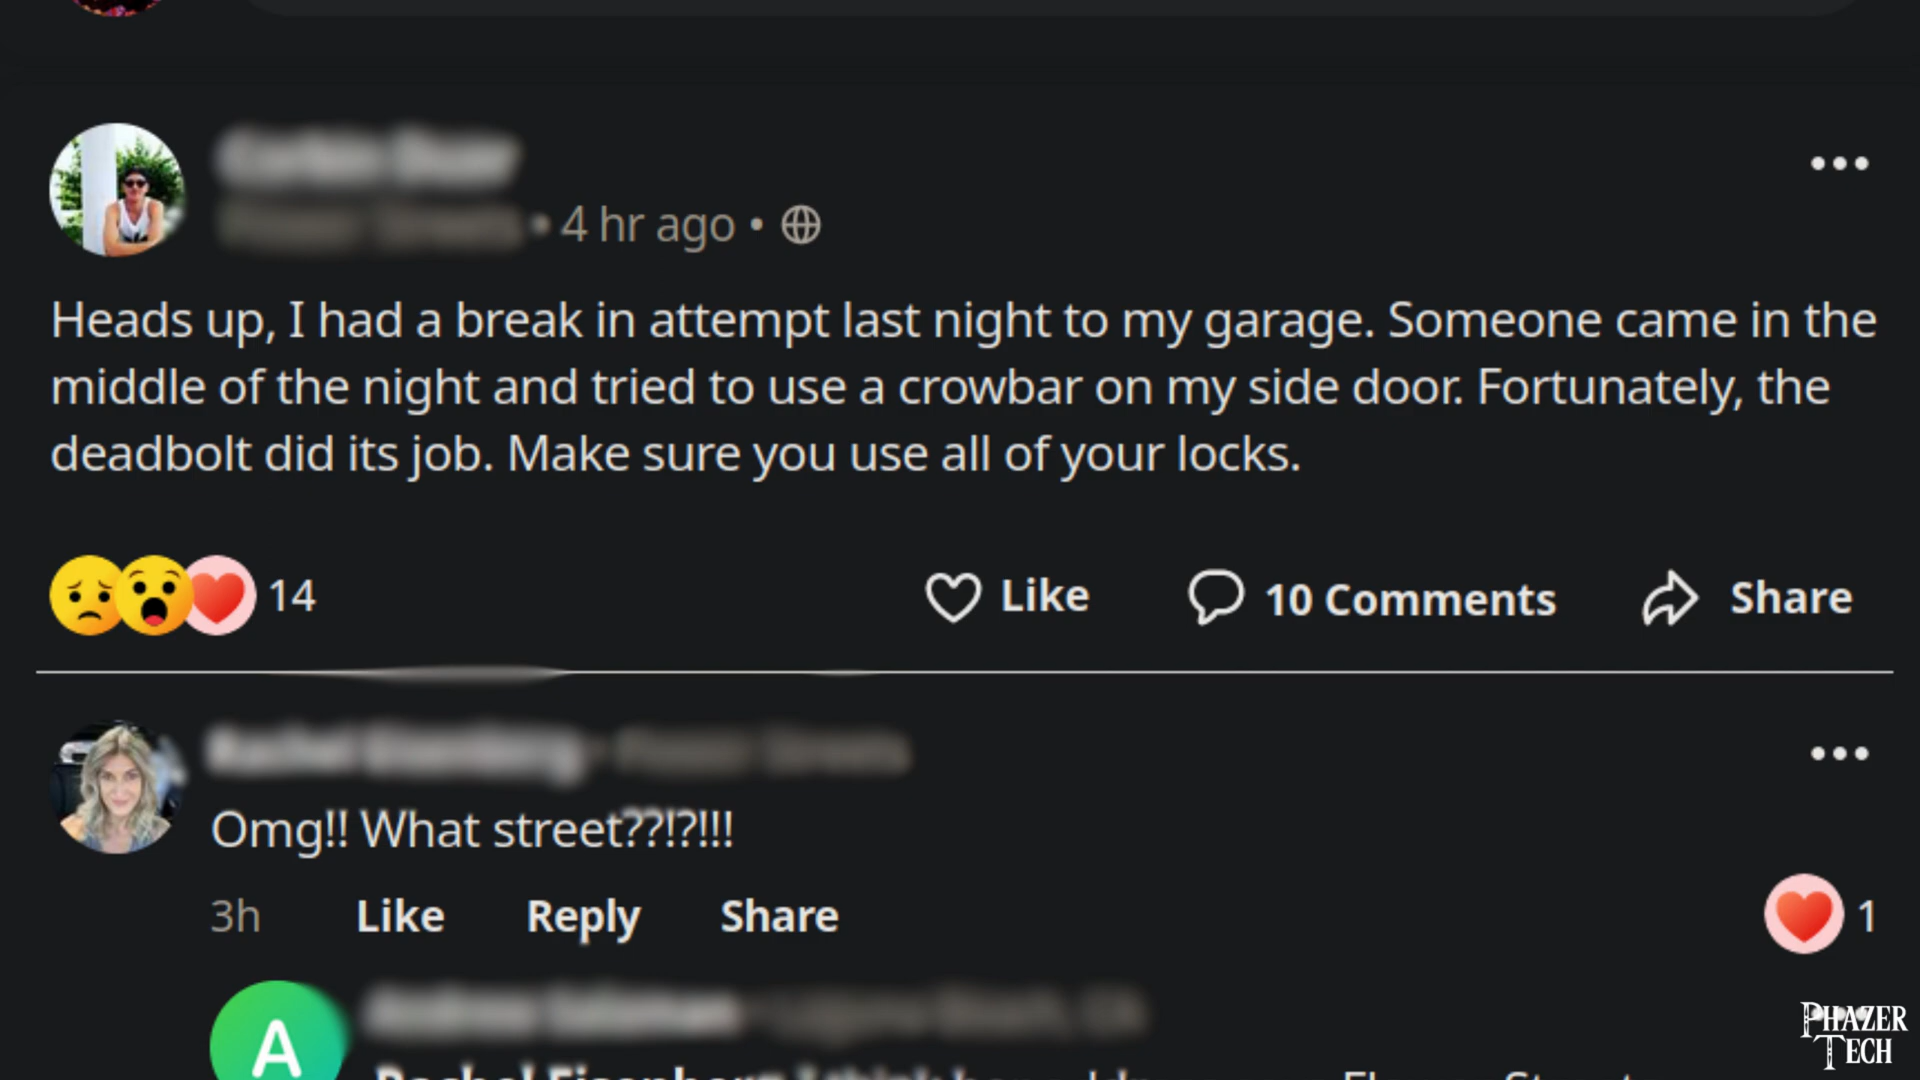 • 4 hr ago •
Heads up, I had a break in attempt last night to my garage. Someone came in the
middle of the night and tried to use a crowbar on my side door. Fortunately, the
deadbolt did its job. Make sure you use all of your locks.
14 Like 10 Comments Share
Omg!! What street??!?!!!
3h Like Reply Share 1
A
PHAZER
TECH